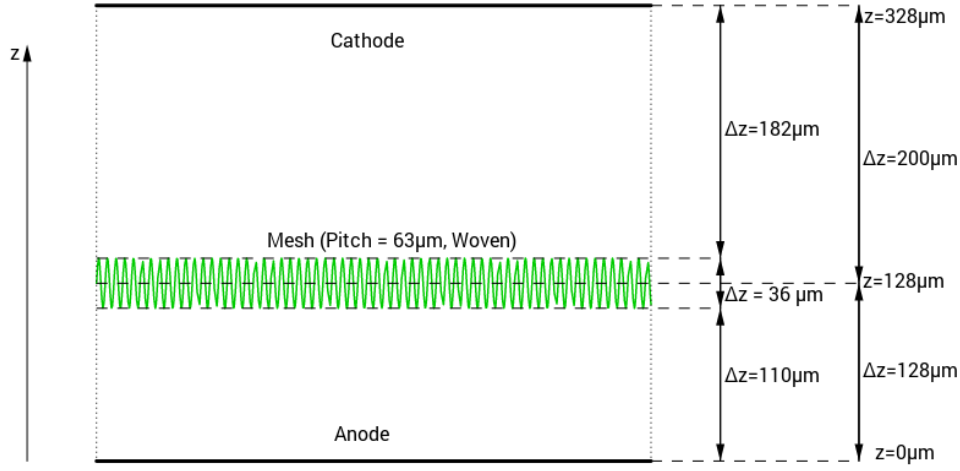 z=328µm
Cathode
z
Δz=182µm
Δz=200µm
Mesh (Pitch = 63µm, Woven)
z=128µm
Δz = 36 µm
Δz=110µm
Δz=128µm
Anode
z=0µm